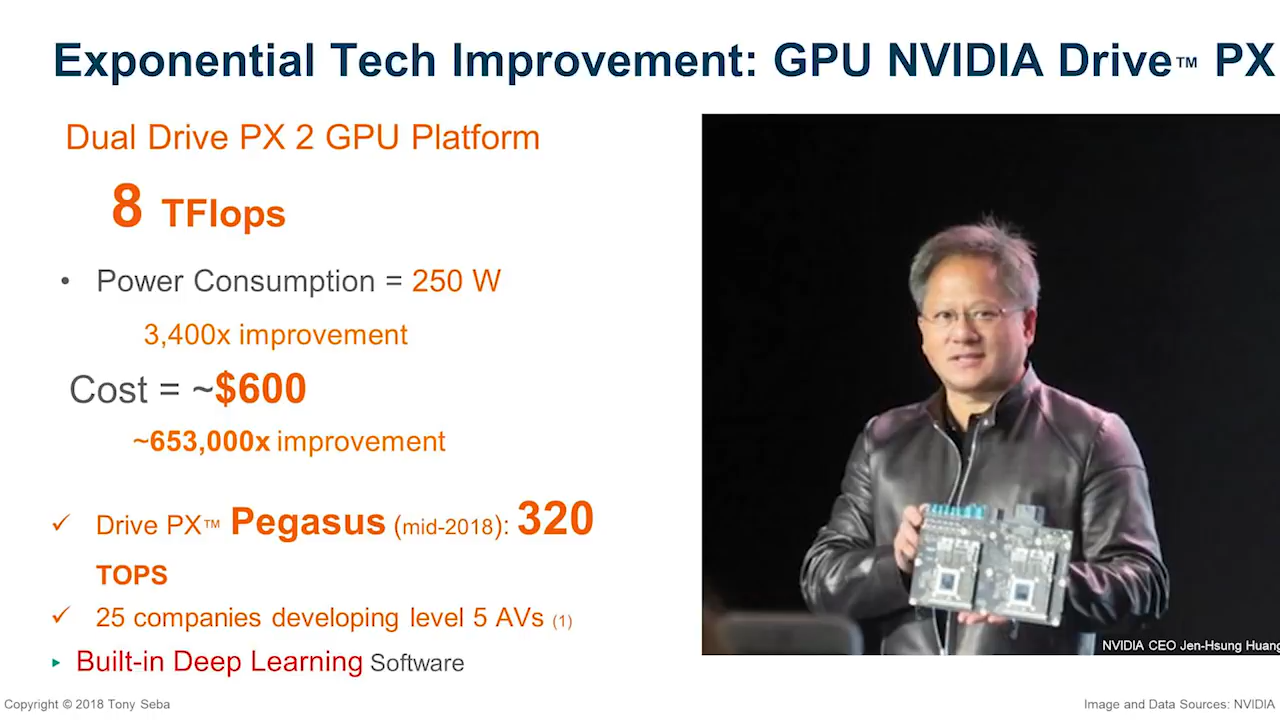 Exponential Tech Improvement: GPU NVIDIA Drive™ PX
Dual Drive PX 2 GPU Platform
8 TFlops
• Power Consumption = 250 W
3,400x improvement
Cost = ~$600
~653,000x improvement
✓ Drive PX™ Pegasus (mid-2018): 320
TOPS
✓ 25 companies developing level 5 AVs (1)
▸ Built-in Deep Learning Software
NVIDIA CEO Jen-Hsung Huang
Copyright © 2018 Tony Seba
Image and Data Sources: NVIDIA